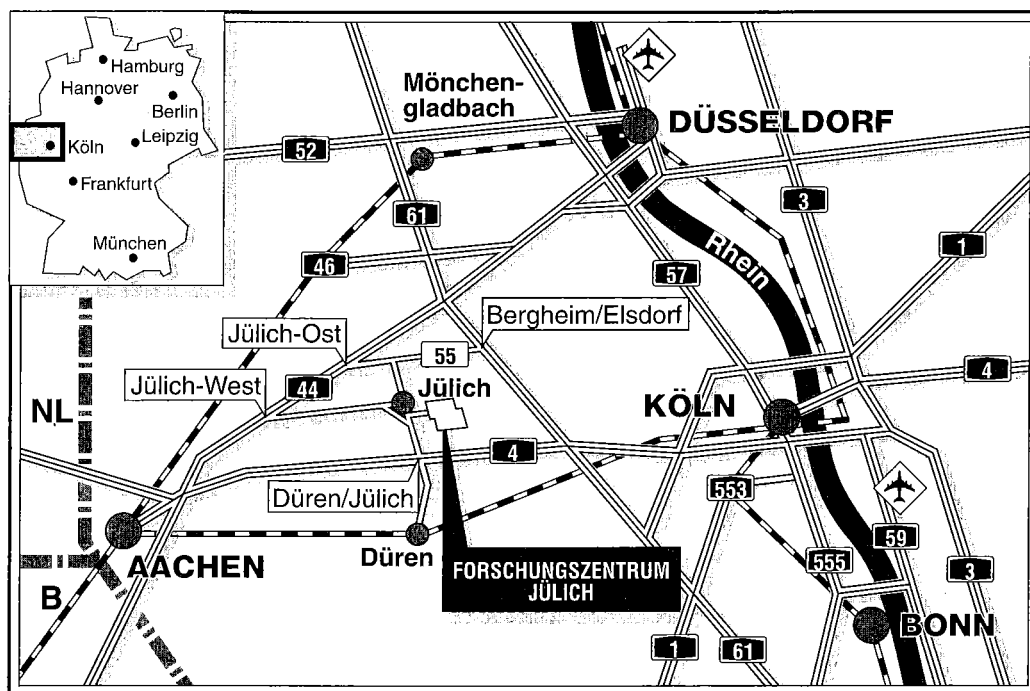 Hamburg
Hannover
Berlin
Köln
Leipzig
Frankfurt
München
Mönchen-
gladbach
DÜSSELDORF
52
61
3
Rhein
1
46
57
Jülich-Ost
Bergheim/Elsdorf
55
4
Jülich-West
44
Jülich
NL
KÖLN
4
Düren/Jülich
553
Düren
AACHEN
59
FORSCHUNGSZENTRUM
JÜLICH
555
3
B
BONN
1
61